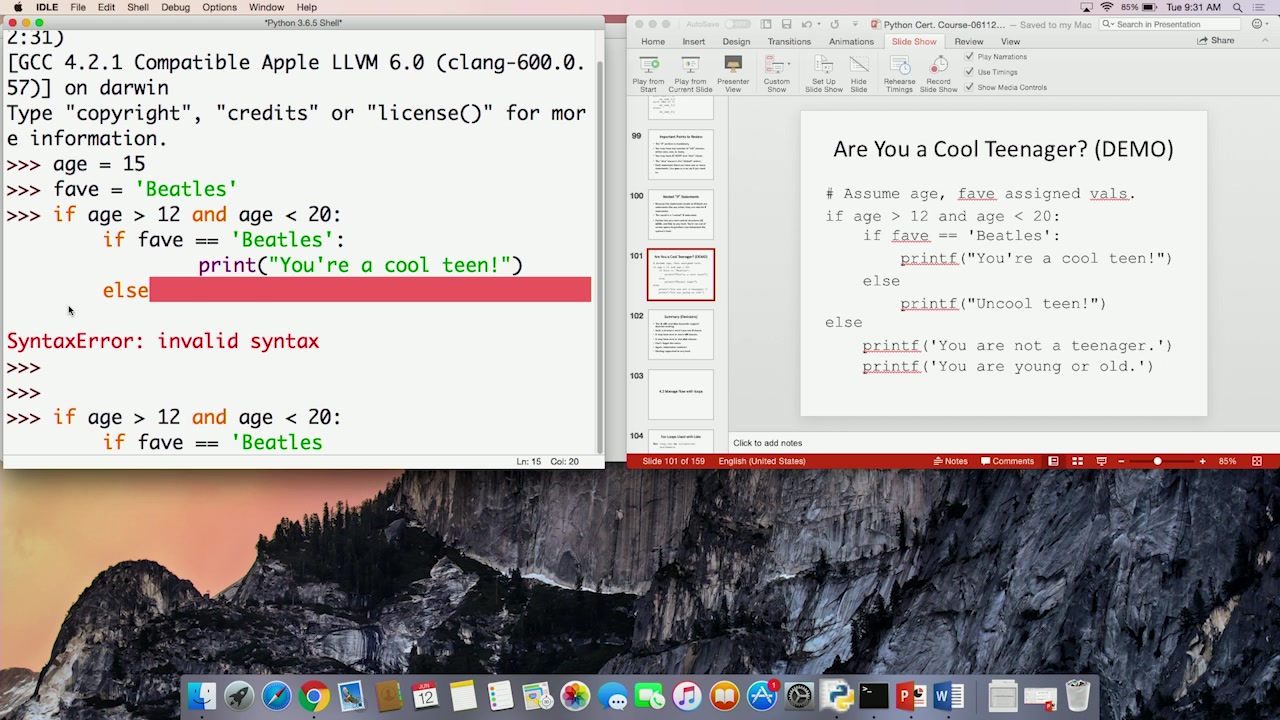 IDLE File Edit Shell Debug Options Window Help
85% Tue 9:31 AM
*Python 3.6.5 Shell*
2:31)
[GCC 4.2.1 Compatible Apple LLVM 6.0 (clang-600.0.
57)] on darwin
Type "copyright", "credits" or "license()" for mor
e information.
>>> age = 15
>>> fave = 'Beatles'
>>> if age > 12 and age < 20:
if fave == 'Beatles':
print("You're a cool teen!")
else
SyntaxError: invalid syntax
>>>
>>>
>>> if age > 12 and age < 20:
if fave == 'Beatles
Ln: 15 Col: 20
AutoSave
Python Cert. Course-06112... — Saved to my Mac
Search in Presentation
Home Insert Design Transitions Animations Slide Show Review View
Share
Play from Start
Play from Current Slide
Presenter View
Custom Show
Set Up Slide Show
Hide Slide
Rehearse Timings
Record Slide Show
Play Narrations
Use Timings
Show Media Controls
99
Important Points to Review
100
Nested "if" Statements
101
Are You a Cool Teenager? (DEMO)
102
Summary (Decisions)
103
4.2 Manage flow with loops
104
Are You a Cool Teenager? (DEMO)
# Assume age, fave assigned vals.
if age > 12 and age < 20:
if fave == 'Beatles':
printf("You're a cool teen!")
else
printf("Uncool teen!")
else
printf('You are not a teenager.')
printf('You are young or old.')
Click to add notes
Slide 101 of 159 English (United States) Notes Comments 85%
JUN
12
1